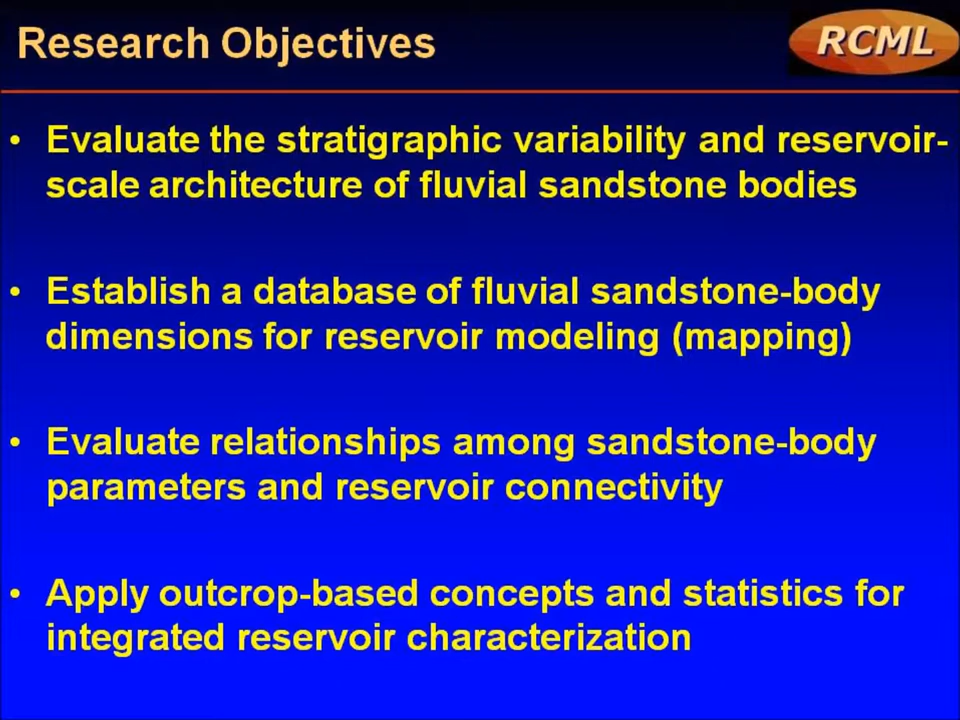 Research Objectives
RCML
• Evaluate the stratigraphic variability and reservoir-
scale architecture of fluvial sandstone bodies
• Establish a database of fluvial sandstone-body
dimensions for reservoir modeling (mapping)
• Evaluate relationships among sandstone-body
parameters and reservoir connectivity
• Apply outcrop-based concepts and statistics for
integrated reservoir characterization